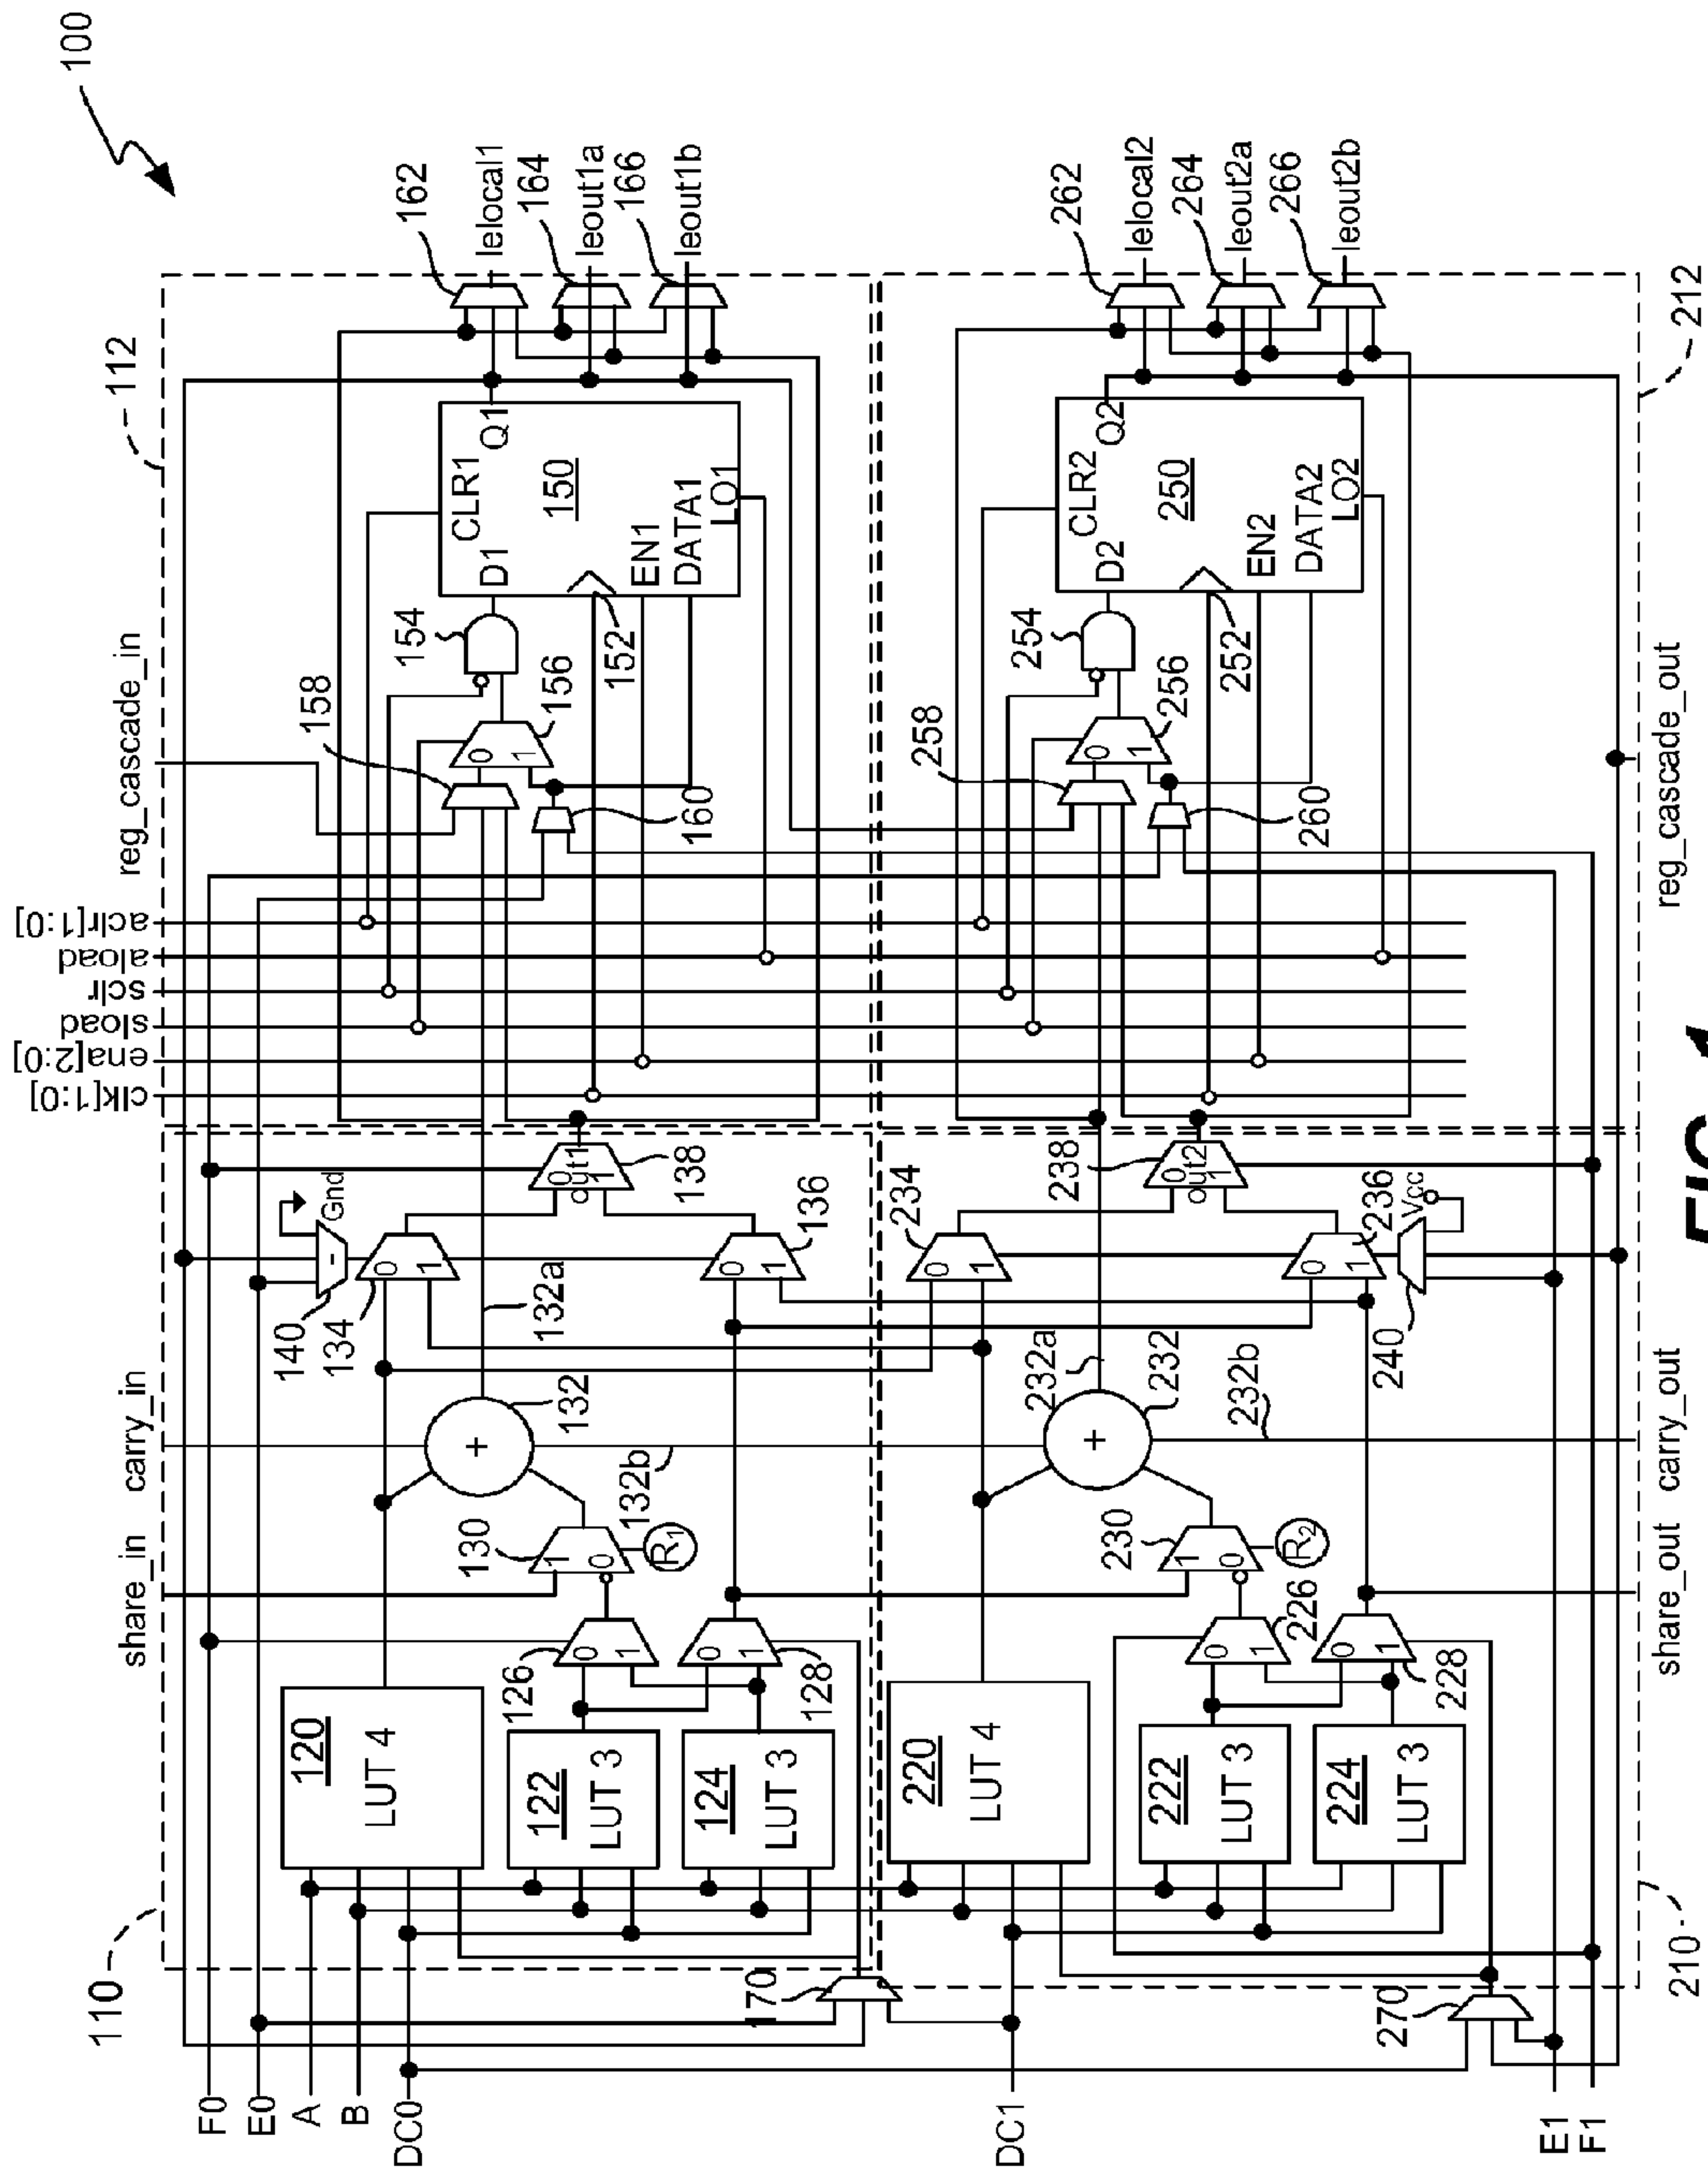 100
112
reg_cascade_in
aclr[1:0]
aload
sclr
sload
ena[2:0]
clk[1:0]
carry_in
share_in
110
F0
E0
A
B
DC0
DC1
E1
F1
120
LUT 4
122
LUT 3
124
LUT 3
126
0
1
128
0
1
130
1
0
R1
132
+
132a
132b
134
0
1
136
0
1
138
0
out1
1
140
-
Gnd
150
CLR1
D1
Q1
EN1
DATA1
LO1
152
154
156
0
1
158
160
162
lelocal1
164
leout1a
166
leout1b
170
210
212
220
LUT 4
222
LUT 3
224
LUT 3
226
0
1
228
0
1
230
1
0
R2
232
+
232a
232b
234
0
1
236
0
1
238
0
out2
1
240
Vcc
250
CLR2
D2
Q2
EN2
DATA2
LO2
252
254
256
0
1
258
260
262
lelocal2
264
leout2a
266
leout2b
270
share_out
carry_out
reg_cascade_out